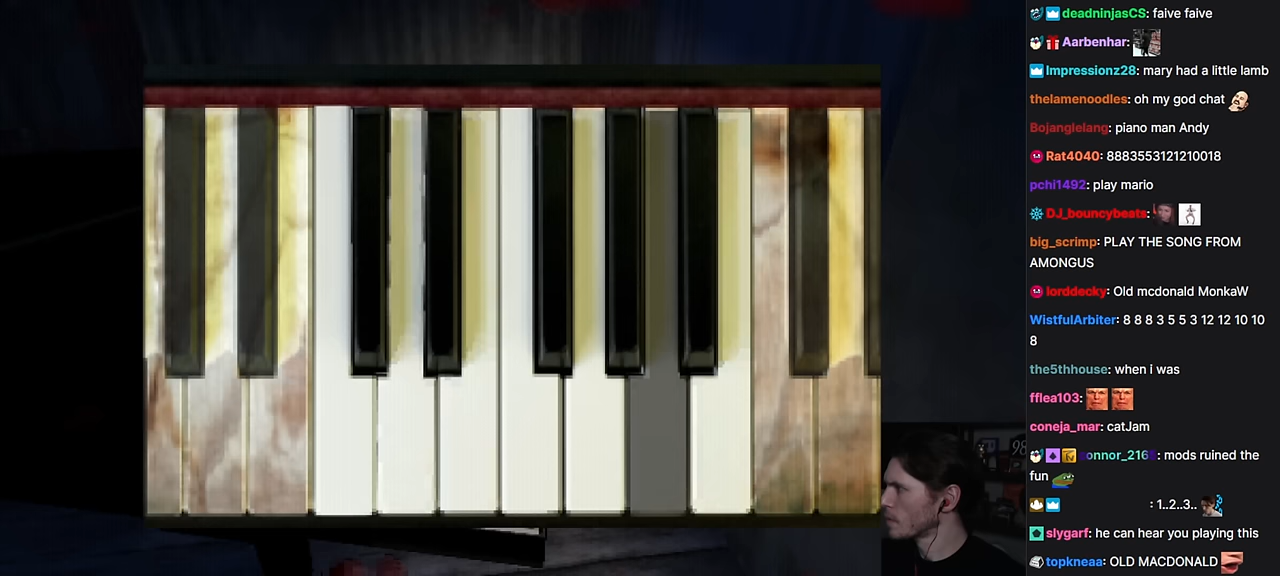 deadninjasCS: faive faive
Aarbenhar:
Impressionz28: mary had a little lamb
thelamenoodles: oh my god chat
Bojanglelang: piano man Andy
Rat4040: 8883553121210018
pchi1492: play mario
DJ_bouncybeats:
big_scrimp: PLAY THE SONG FROM
AMONGUS
lorddecky: Old mcdonald MonkaW
WistfulArbiter: 8 8 8 3 5 5 3 12 12 10 10
8
the5thhouse: when i was
fflea103:
coneja_mar: catJam
: mods ruined the
fun
: 1..2..3..
slygarf: he can hear you playing this
topkneaa: OLD MACDONALD